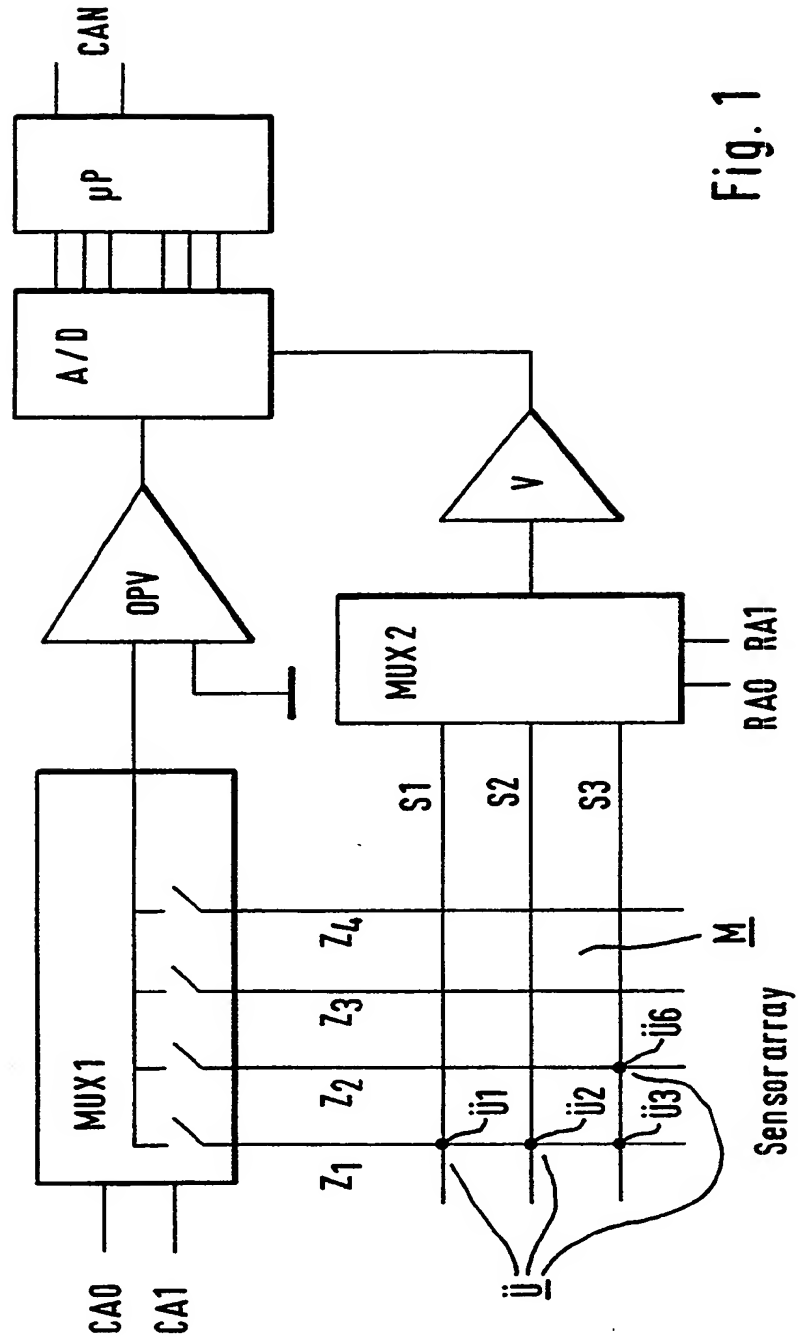 CA0
CA1
MUX1
OPV
A/D
µP
CAN
Z1
Z2
Z3
Z4
S1
S2
S3
MUX2
V
RA0
RA1
Ü
Ü1
Ü2
Ü3
Ü6
M
Sensorarray
Fig. 1